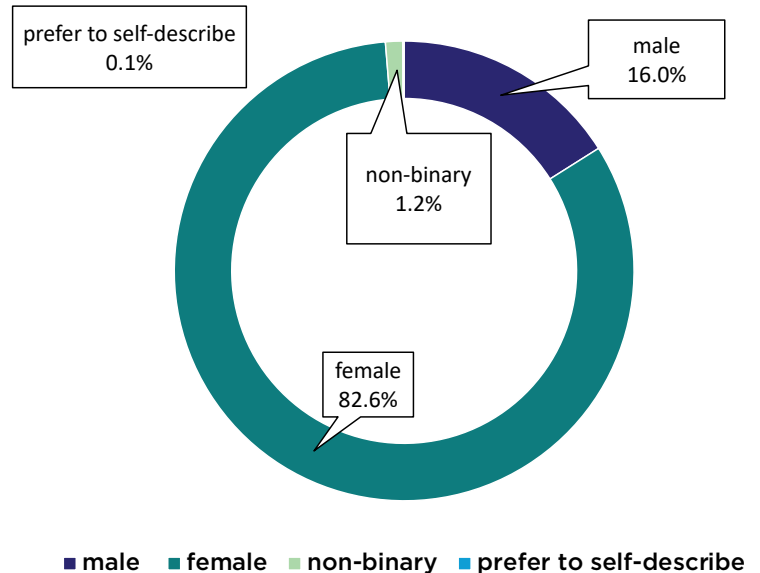 prefer to self-describe
0.1%
male
16.0%
non-binary
1.2%
female
82.6%
male female non-binary prefer to self-describe